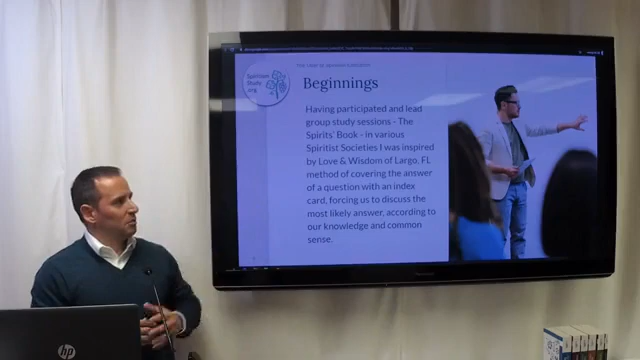 Spiritist
Study
.org
Beginnings
Having participated and lead
group study sessions - The
Spirits' Book - in various
Spiritist Societies I was inspired
by Love & Wisdom of Largo, FL
method of covering the answer
of a question with an index
card, forcing us to discuss the
most likely answer, according to
our knowledge and common
sense.
hp